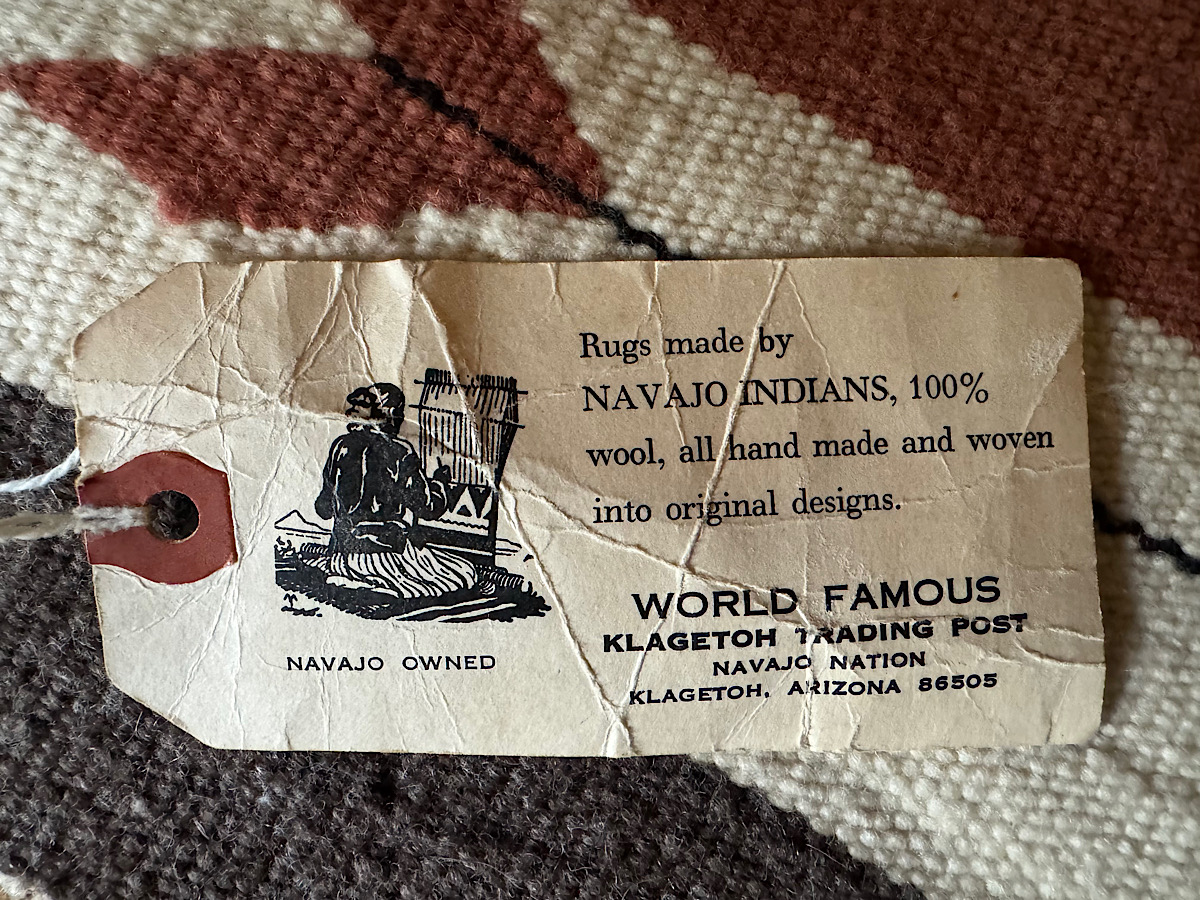 Rugs made by
NAVAJO INDIANS, 100%
wool, all hand made and woven
into original designs.
WORLD FAMOUS
KLAGETOH TRADING POST
NAVAJO NATION
KLAGETOH, ARIZONA 86505
NAVAJO OWNED